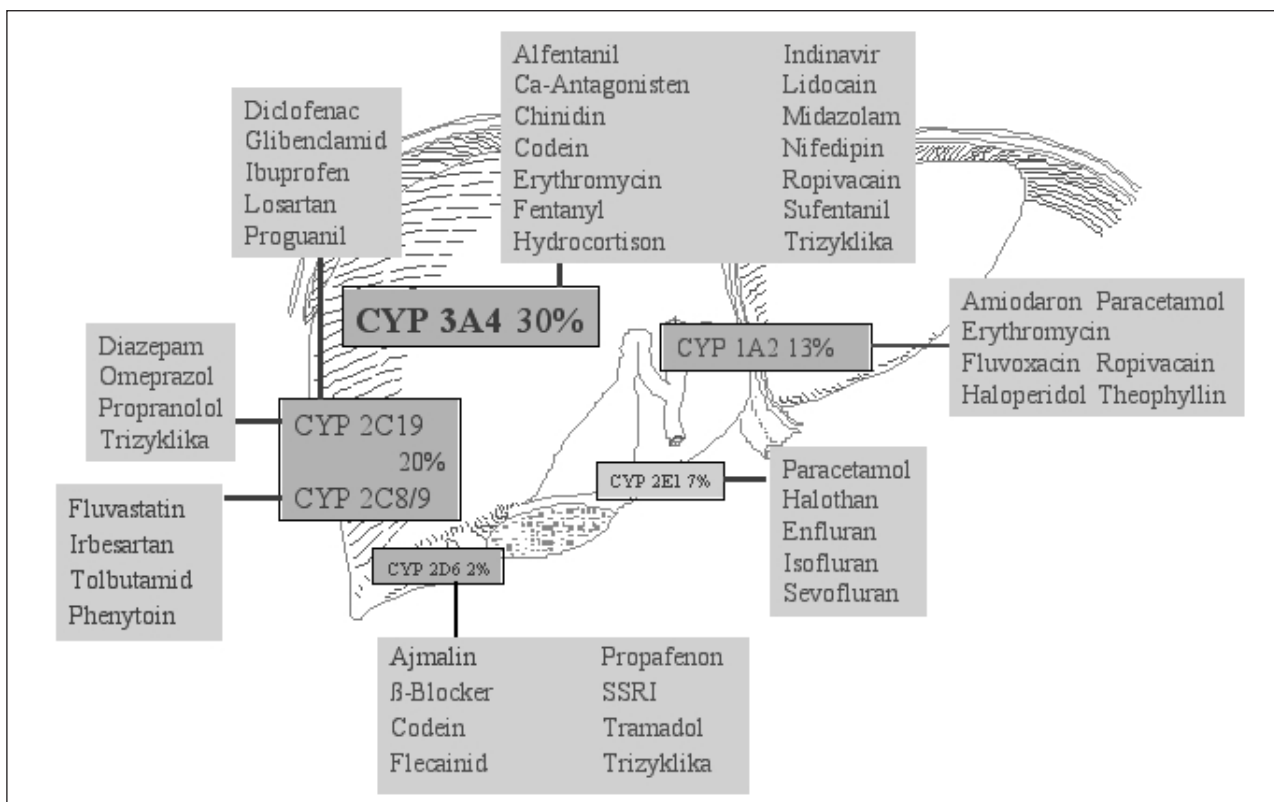 Alfentanil
Ca-Antagonisten
Chinidin
Codein
Erythromycin
Fentanyl
Hydrocortison
Indinavir
Lidocain
Midazolam
Nifedipin
Ropivacain
Sufentanil
Trizyklika
Diclofenac
Glibenclamid
Ibuprofen
Losartan
Proguanil
CYP 3A4 30%
CYP 1A2 13%
Amiodaron Paracetamol
Erythromycin
Fluvoxacin Ropivacain
Haloperidol Theophyllin
Diazepam
Omeprazol
Propranolol
Trizyklika
CYP 2C19
20%
CYP 2C8/9
Fluvastatin
Irbesartan
Tolbutamid
Phenytoin
CYP 2E1 7%
Paracetamol
Halothan
Enfluran
Isofluran
Sevofluran
CYP 2D6 2%
Ajmalin
ß-Blocker
Codein
Flecainid
Propafenon
SSRI
Tramadol
Trizyklika